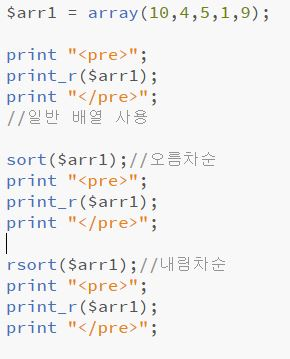 $arr1 = array(10,4,5,1,9);
print "<pre>";
print_r($arr1);
print "</pre>";
//일반 배열 사용
sort($arr1);//오름차순
print "<pre>";
print_r($arr1);
print "</pre>";
rsort($arr1);//내림차순
print "<pre>";
print_r($arr1);
print "</pre>";